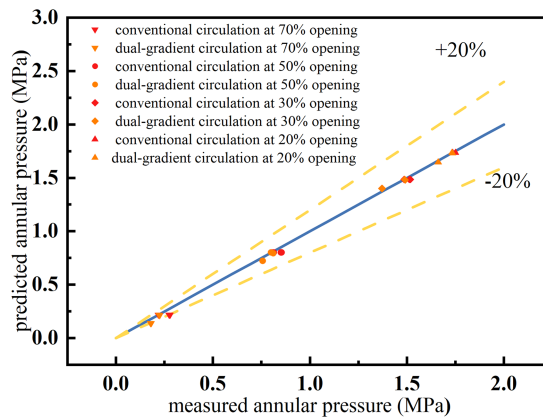 3.0
2.5
2.0
1.5
1.0
0.5
0.0
predicted annular pressure (MPa)
conventional circulation at 70% opening
dual-gradient circulation at 70% opening
conventional circulation at 50% opening
dual-gradient circulation at 50% opening
conventional circulation at 30% opening
dual-gradient circulation at 30% opening
conventional circulation at 20% opening
dual-gradient circulation at 20% opening
+20%
-20%
0.0 0.5 1.0 1.5 2.0
measured annular pressure (MPa)